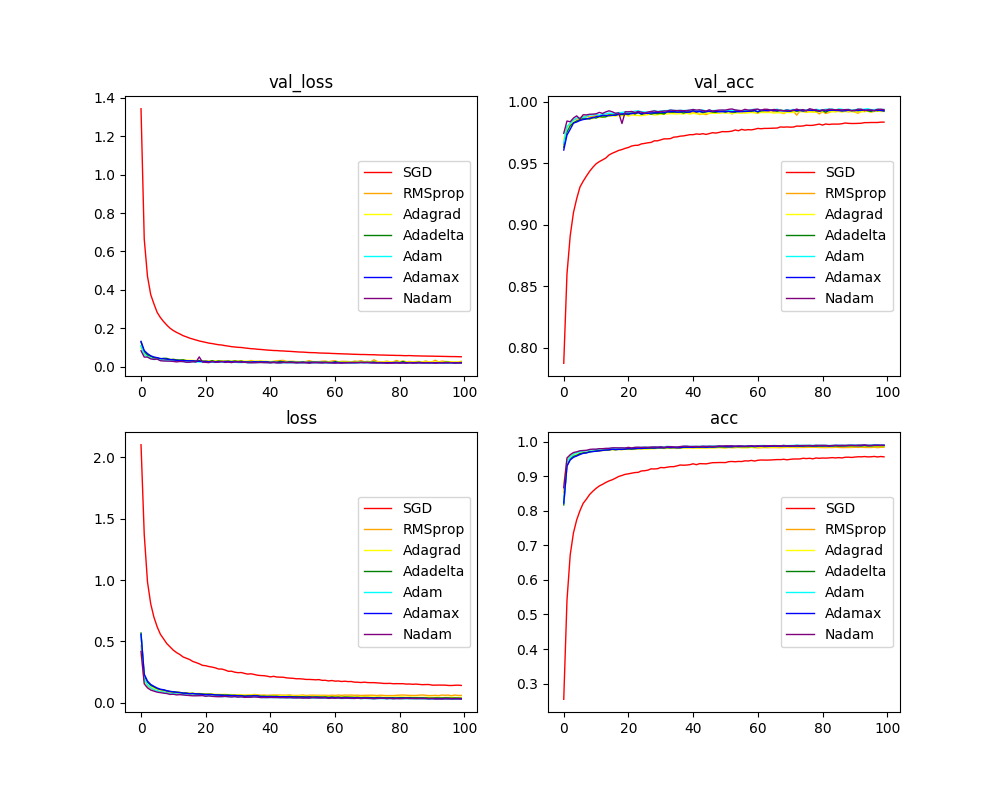 val_loss
1.4
1.2
1.0
0.8
0.6
0.4
0.2
0.0
0 20 40 60 80 100
SGD
RMSprop
Adagrad
Adadelta
Adam
Adamax
Nadam
val_acc
1.00
0.95
0.90
0.85
0.80
0 20 40 60 80 100
SGD
RMSprop
Adagrad
Adadelta
Adam
Adamax
Nadam
loss
2.0
1.5
1.0
0.5
0.0
0 20 40 60 80 100
SGD
RMSprop
Adagrad
Adadelta
Adam
Adamax
Nadam
acc
1.0
0.9
0.8
0.7
0.6
0.5
0.4
0.3
0 20 40 60 80 100
SGD
RMSprop
Adagrad
Adadelta
Adam
Adamax
Nadam